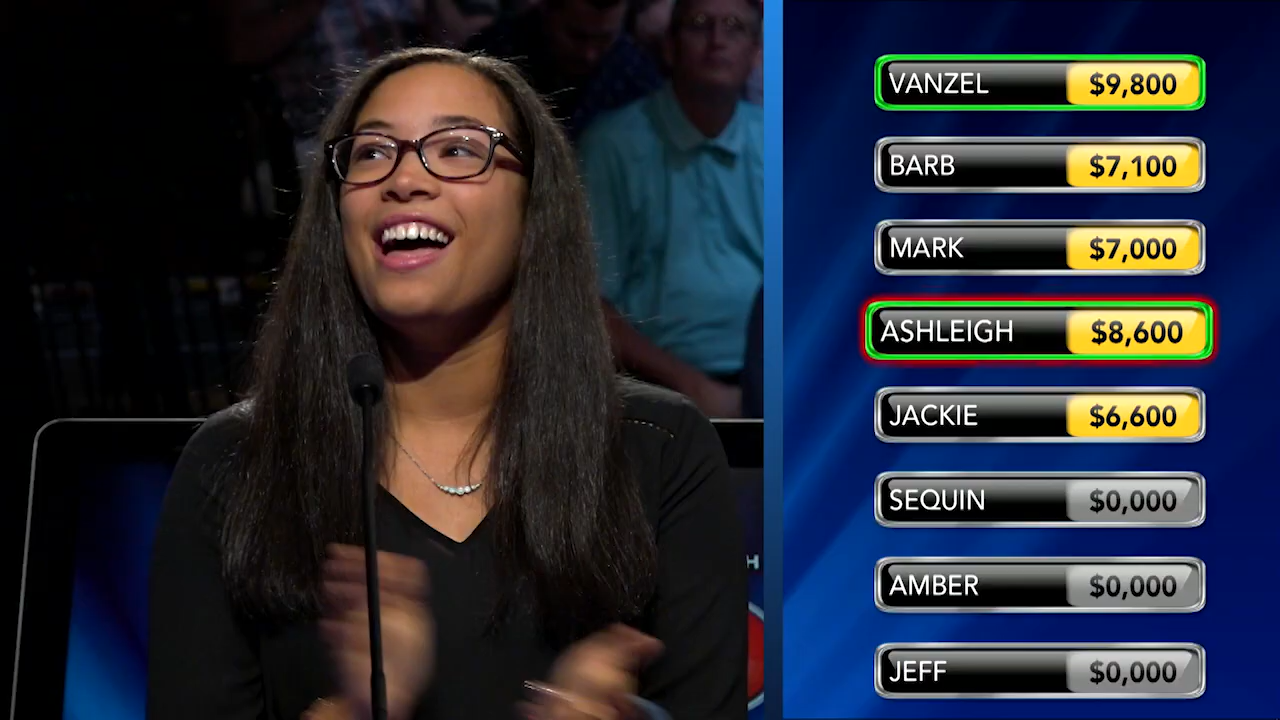 VANZEL $9,800
BARB $7,100
MARK $7,000
ASHLEIGH $8,600
JACKIE $6,600
SEQUIN $0,000
AMBER $0,000
JEFF $0,000
H